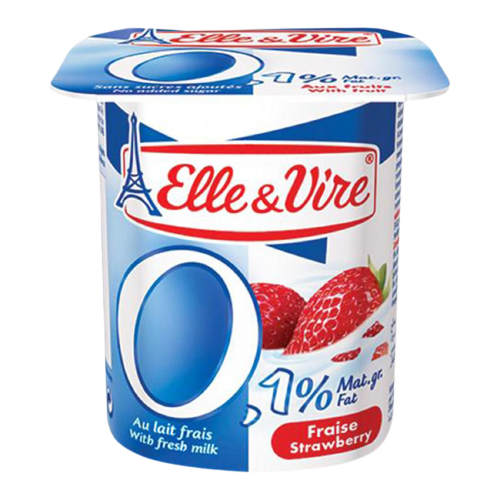 Elle & Vire
0,1% Mat.gr.
Fat
Sans sucres ajoutés
No added sugar
Aux fruits
With fruit
Elle & Vire®
0,1% Mat.gr.
Fat
Au lait frais
With fresh milk
Fraise
Strawberry